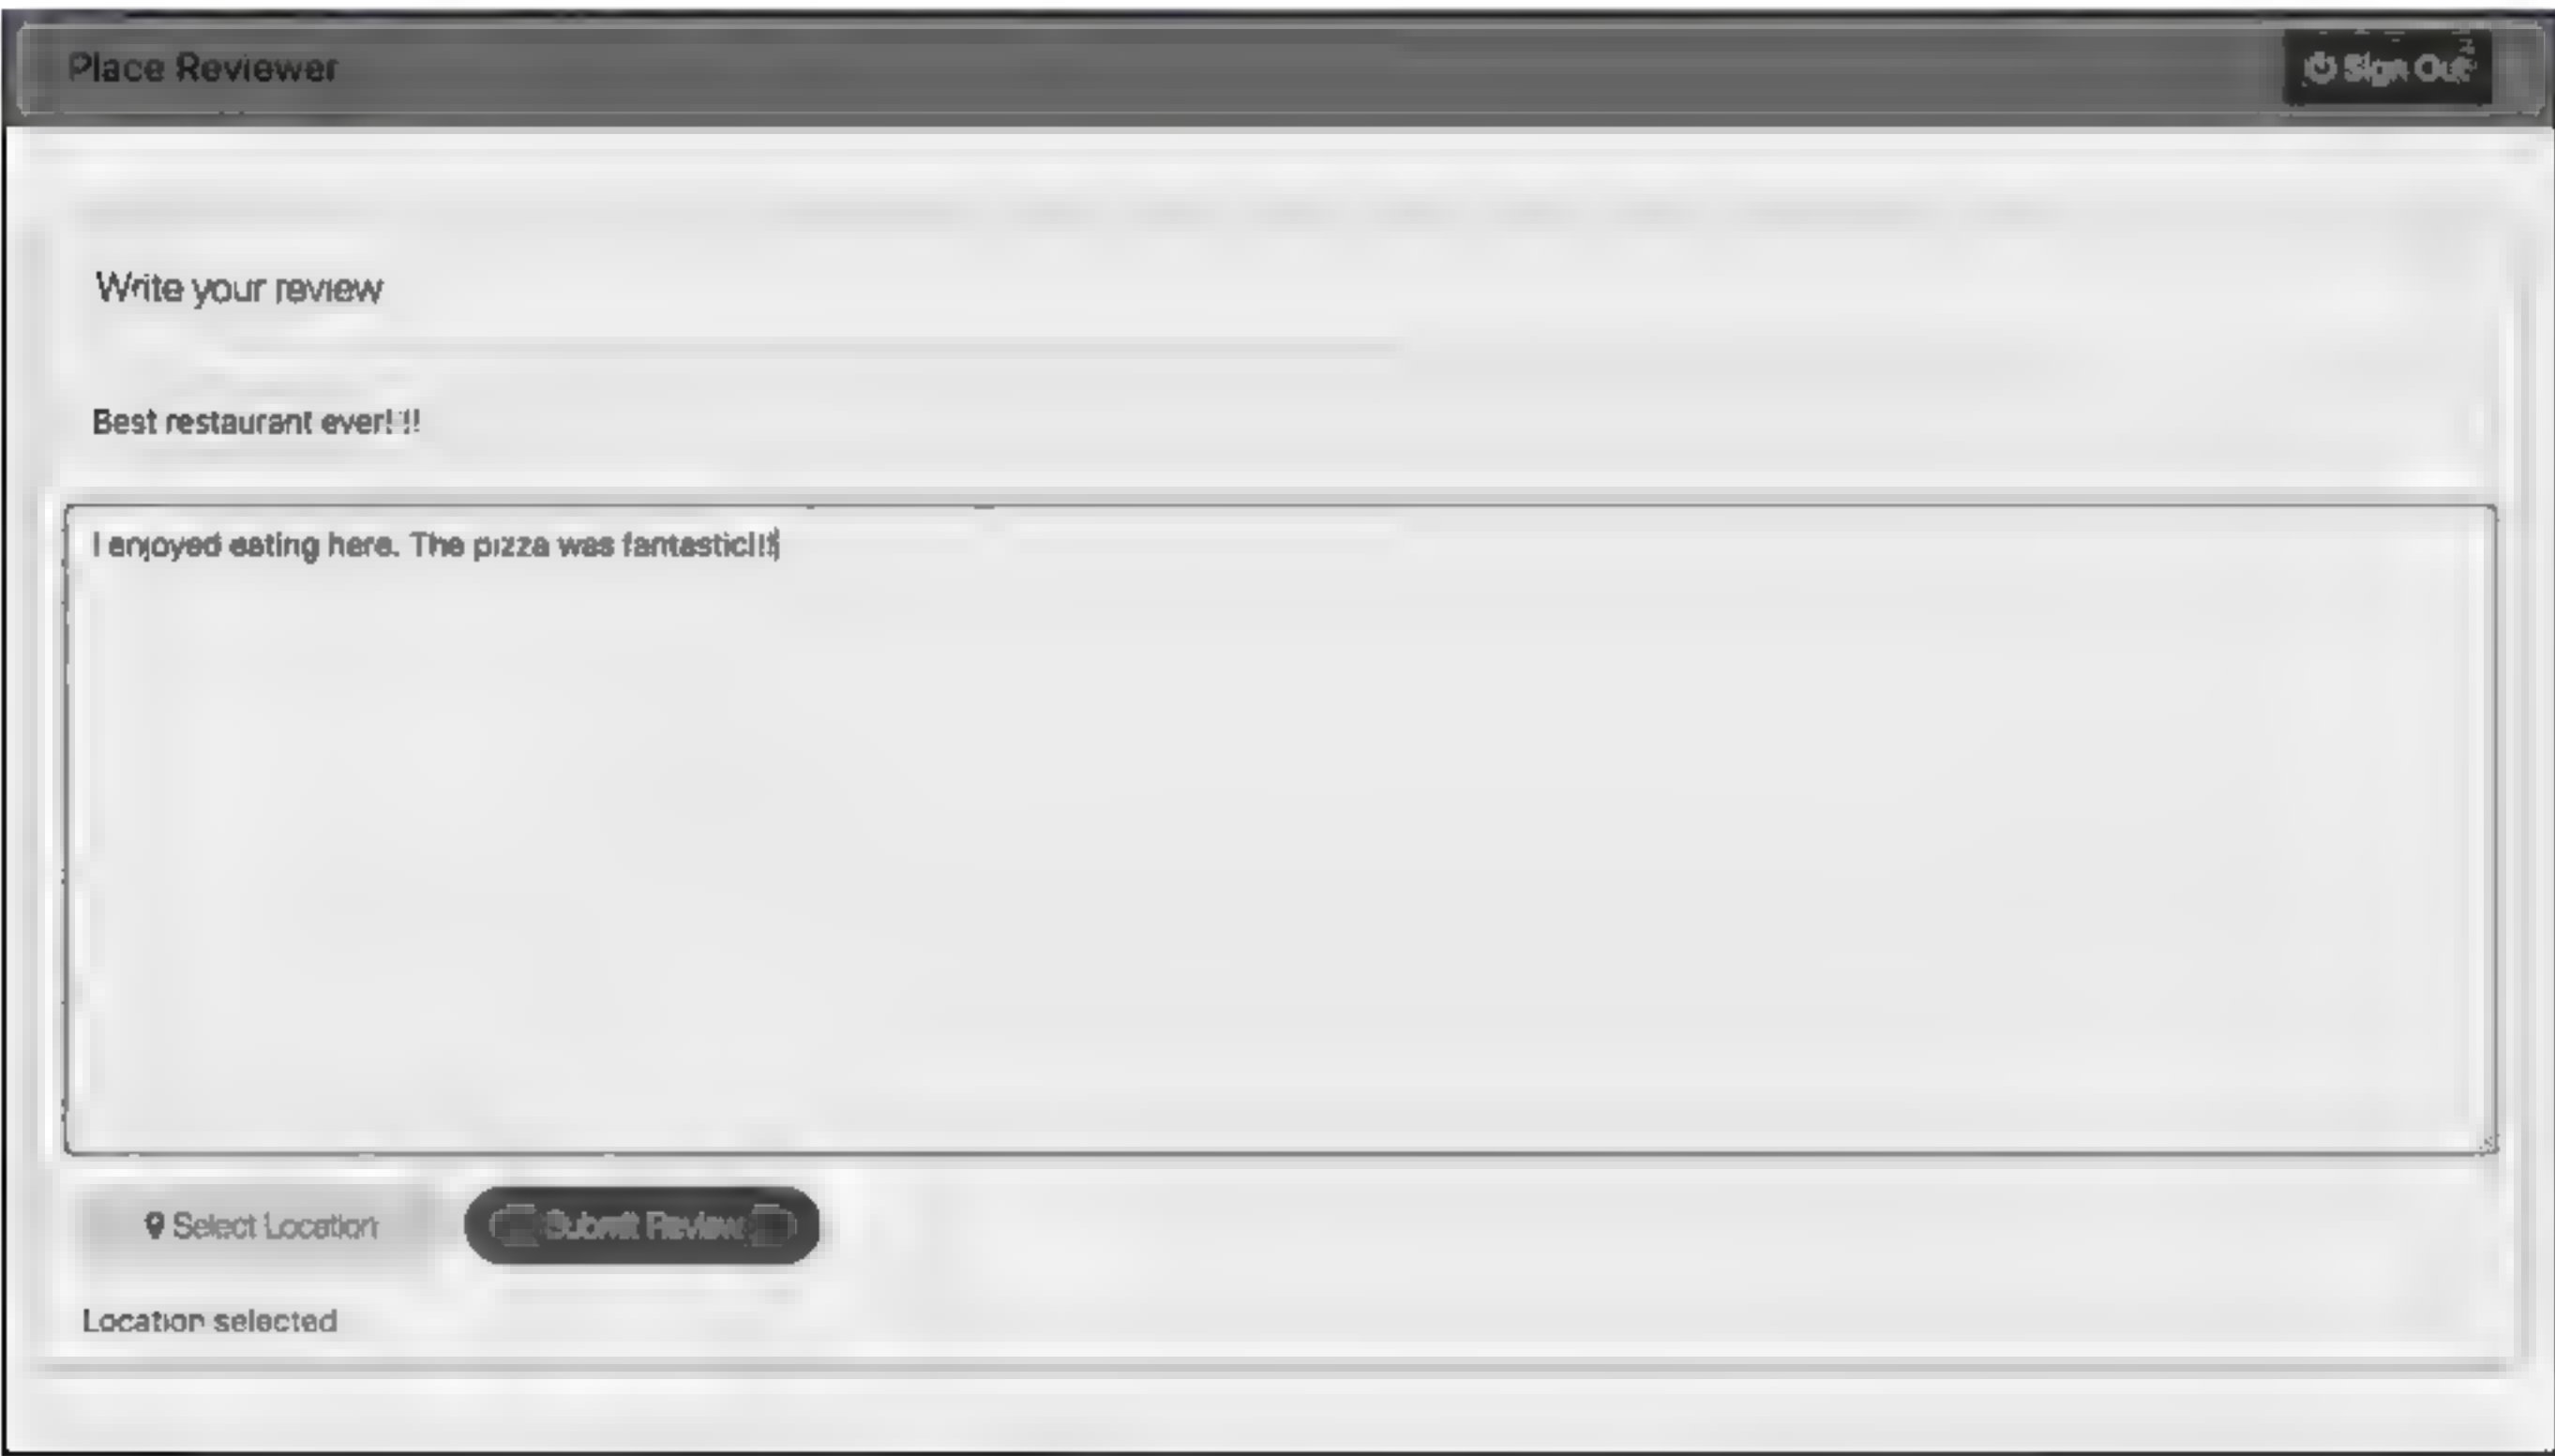 Place Reviewer
Sign Out
Write your review
Best restaurant ever!!!
I enjoyed eating here. The pizza was fantastic!!!
Select Location
Submit Review
Location selected